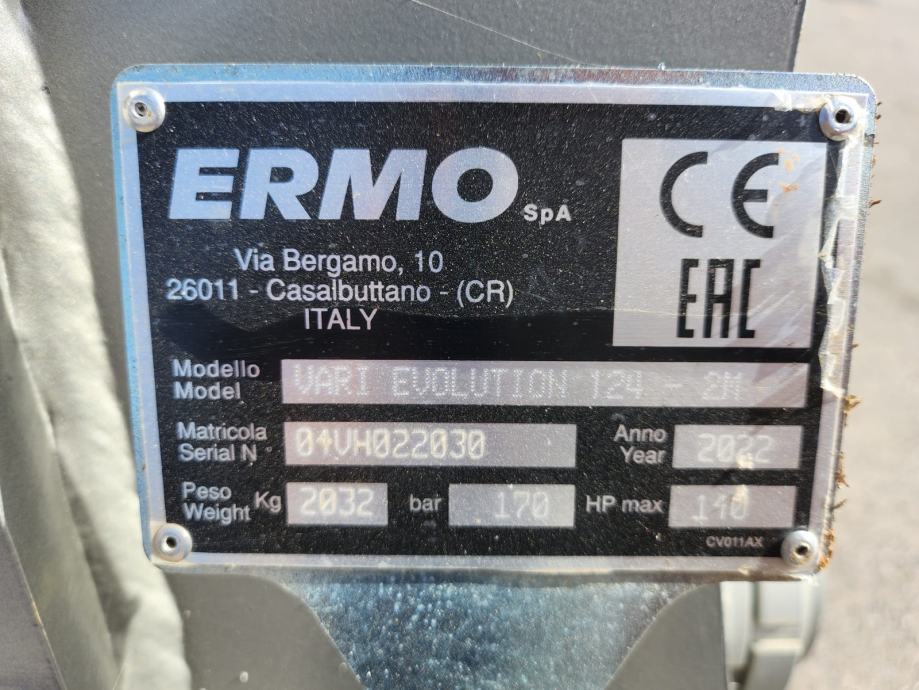 ERMO SpA
Via Bergamo, 10
26011 - Casalbuttano - (CR)
ITALY
CE
EAC
Modello
Model
VARI EVOLUTION 124 - 2M
Matricola
Serial N
04VH022030
Anno
Year
2022
Peso
Weight
Kg
2032
bar
170
HP max
140
CV011AX